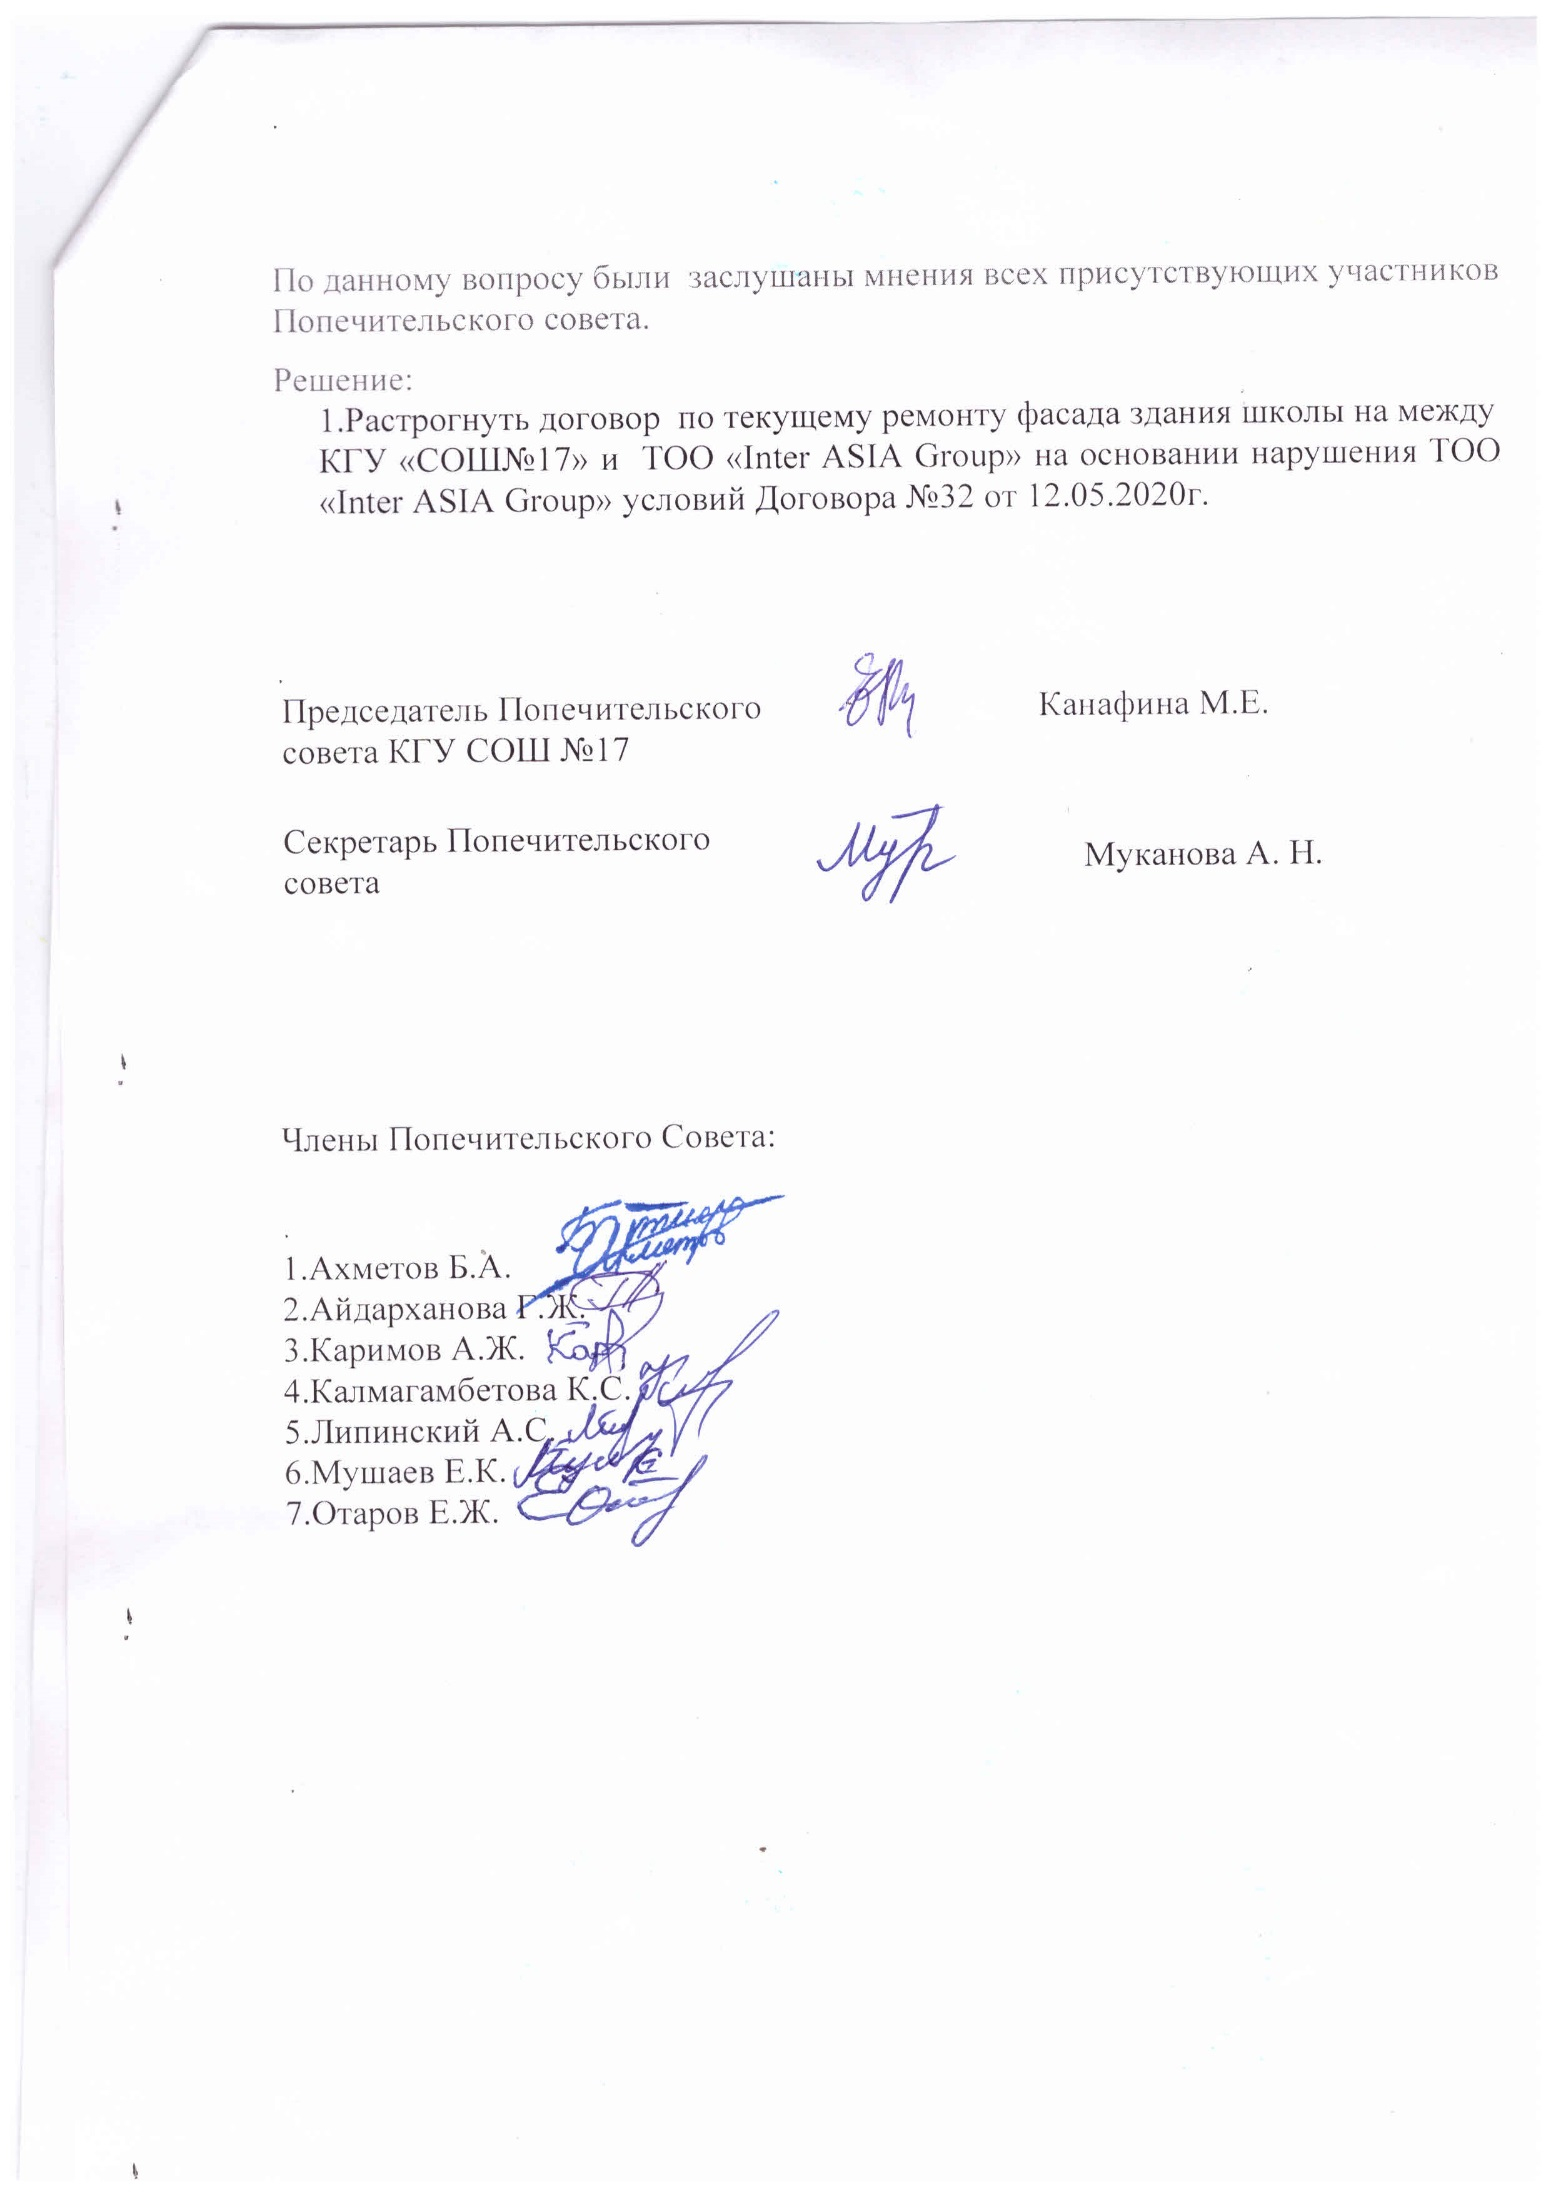 По данному вопросу были заслушаны мнения всех присутствующих участников
Попечительского совета.
Решение:
1.Растрогнуть договор по текущему ремонту фасада здания школы на между
КГУ «СОШ№17» и ТОО «Inter ASIA Group» на основании нарушения ТОО
«Inter ASIA Group» условий Договора №32 от 12.05.2020г.
Председатель Попечительского
совета КГУ СОШ №17
Канафина М.Е.
Секретарь Попечительского
совета
Муканова А. Н.
Члены Попечительского Совета:
1.Ахметов Б.А.
2.Айдарханова Г.Ж.
3.Каримов А.Ж.
4.Калмагамбетова К.С.
5.Липинский А.С.
6.Мушаев Е.К.
7.Отаров Е.Ж.